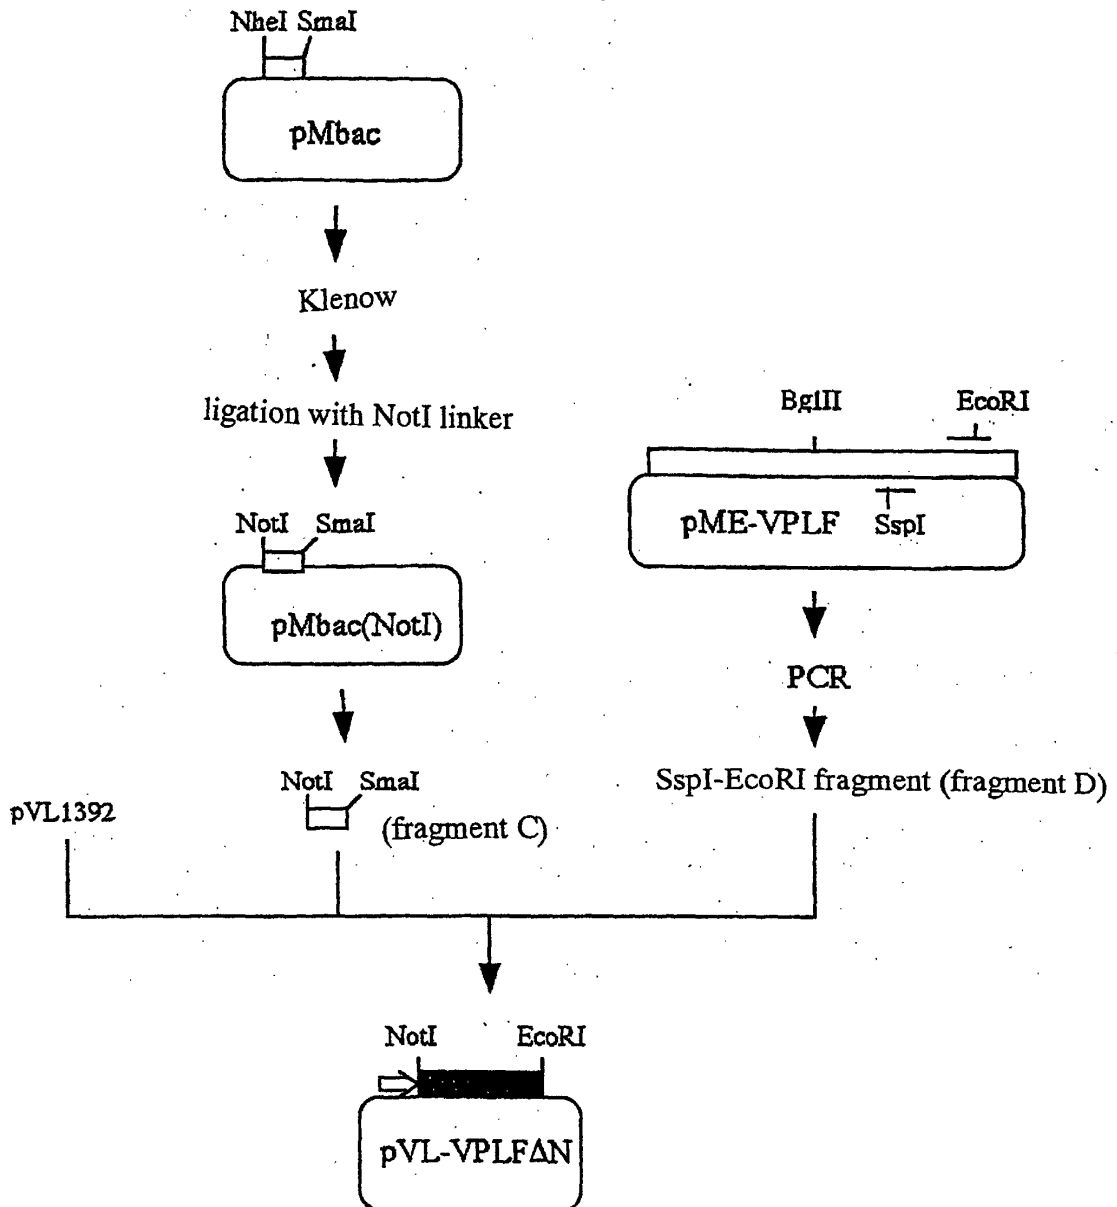 NheI SmaI
pMbac
Klenow
ligation with NotI linker
NotI SmaI
pMbac(NotI)
BglII EcoRI
pME-VPLF SspI
PCR
SspI-EcoRI fragment (fragment D)
NotI SmaI
(fragment C)
pVL1392
NotI EcoRI
pVL-VPLFΔN